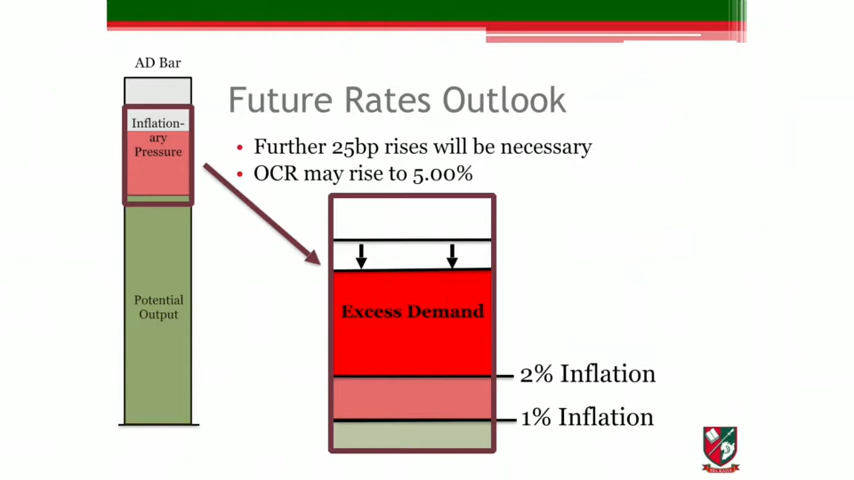 AD Bar
Future Rates Outlook
Inflation-
ary
Pressure
• Further 25bp rises will be necessary
• OCR may rise to 5.00%
Potential
Output
Excess Demand
2% Inflation
1% Inflation